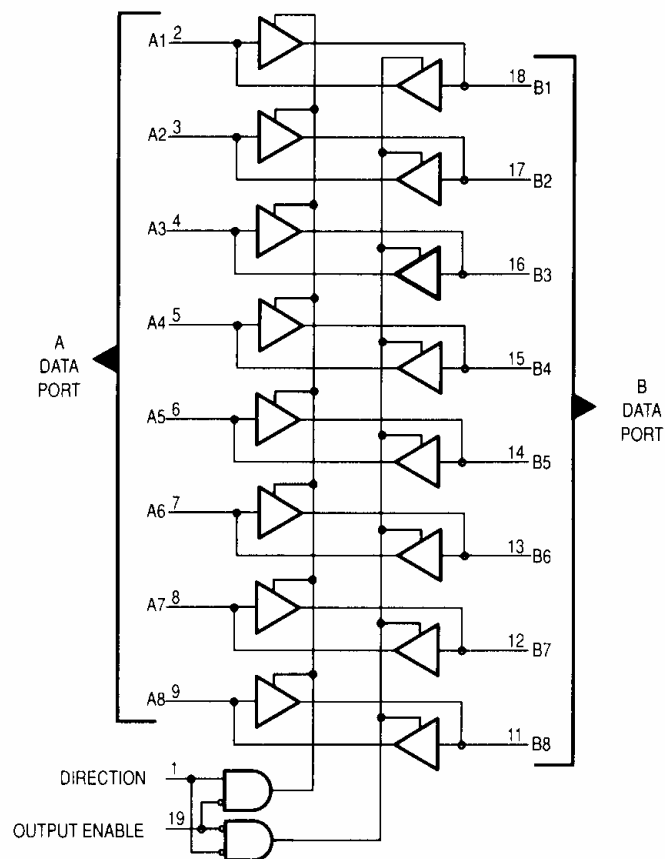 A1 2
18 B1
A2 3
17 B2
A3 4
16 B3
A4 5
15 B4
A DATA PORT
B DATA PORT
A5 6
14 B5
A6 7
13 B6
A7 8
12 B7
A8 9
11 B8
DIRECTION 1
OUTPUT ENABLE 19